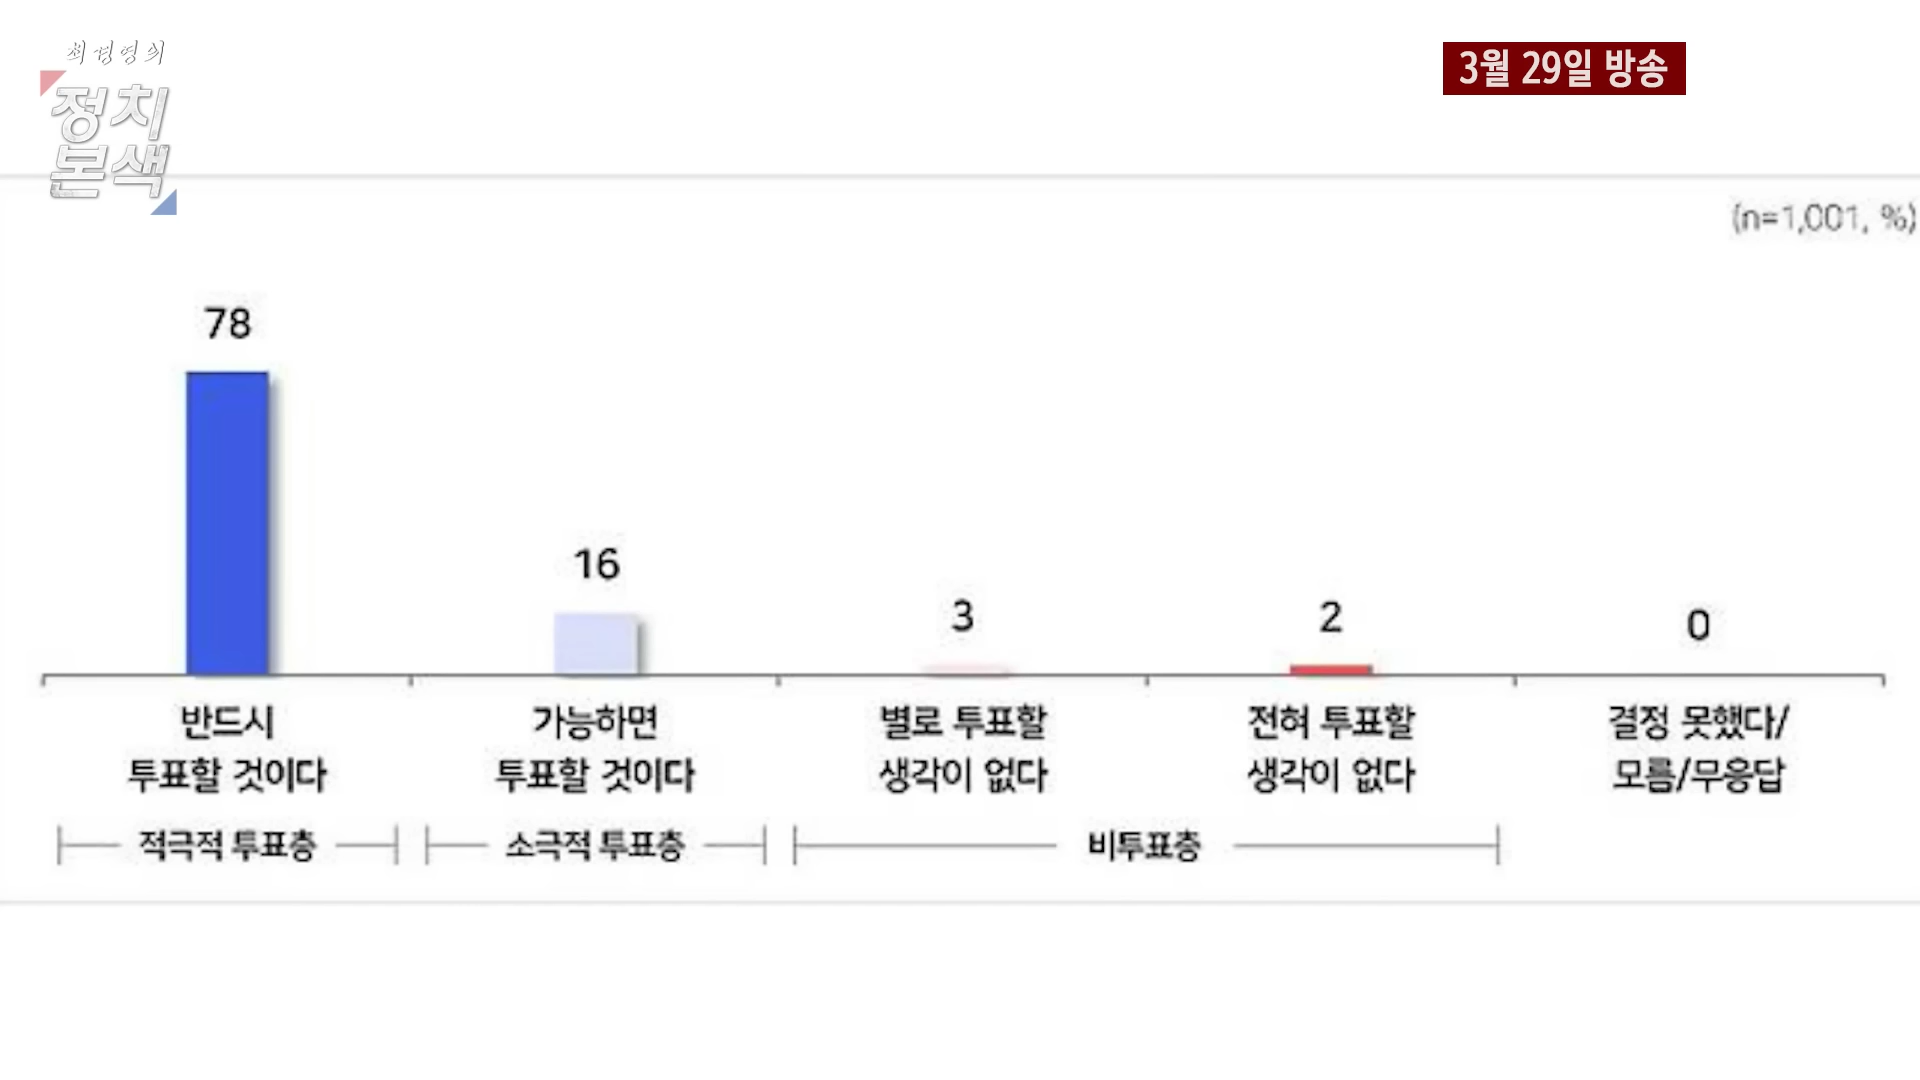 최경영의
정치
본색
3월 29일 방송
(n=1,001, %)
78
16
3
2
0
반드시
투표할 것이다
가능하면
투표할 것이다
별로 투표할
생각이 없다
전혀 투표할
생각이 없다
결정 못했다/
모름/무응답
적극적 투표층
소극적 투표층
비투표층